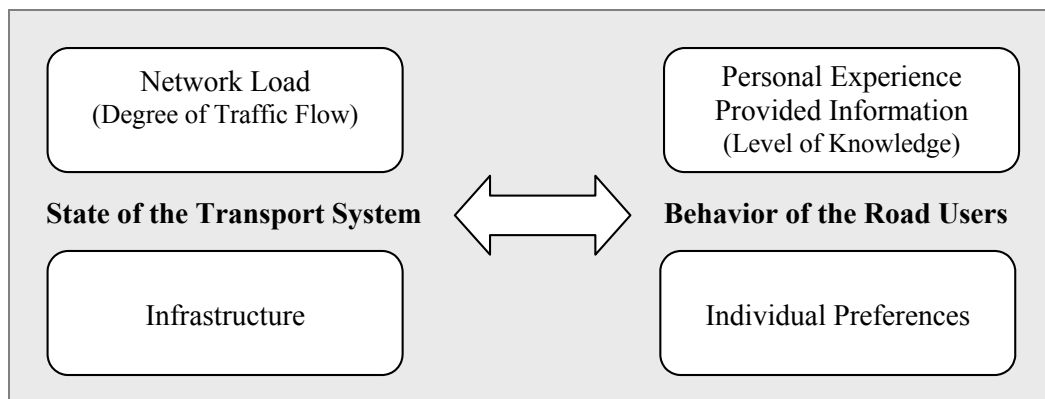 Network Load
(Degree of Traffic Flow)
Personal Experience
Provided Information
(Level of Knowledge)
State of the Transport System
Behavior of the Road Users
Infrastructure
Individual Preferences